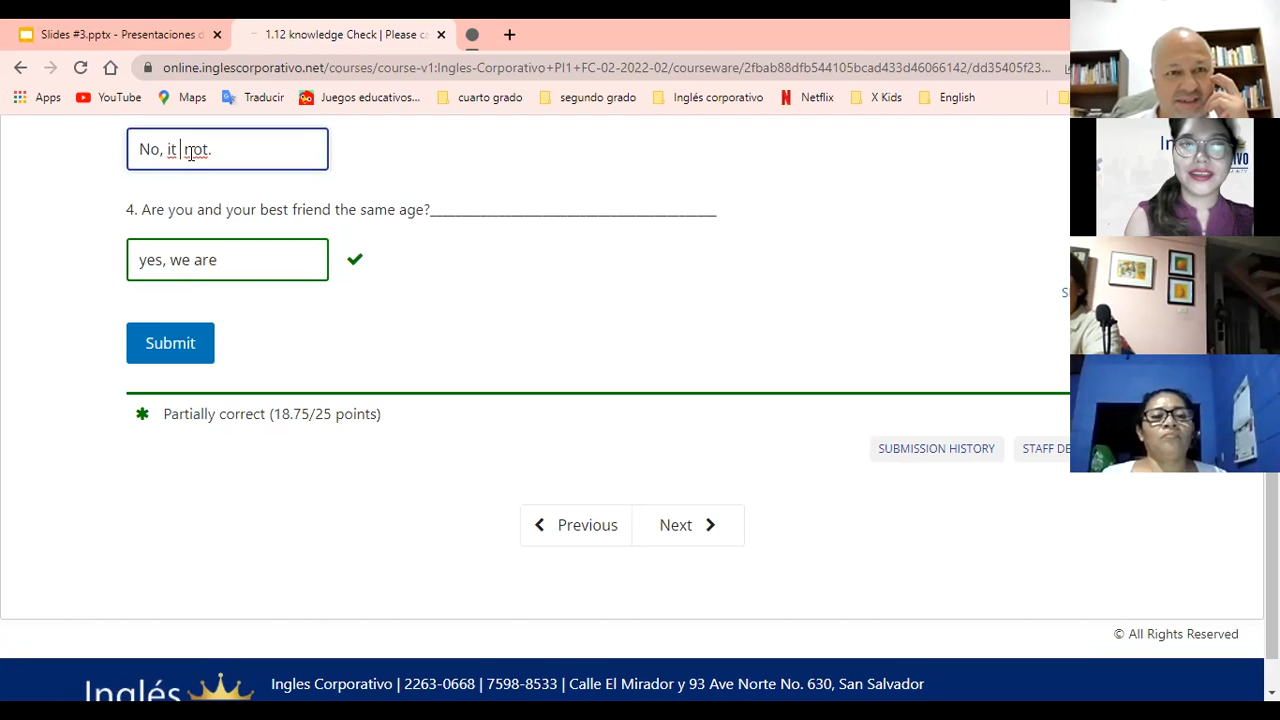 Slides #3.pptx - Presentaciones d
1.12 knowledge Check | Please ca
online.inglescorporativo.net/courses/course-v1:Ingles-Corporativo+PI1+FC-02-2022-02/courseware/2fbab88dfb544105bcad433d46066142/dd35405f23...
Apps YouTube Maps Traducir Juegos educativos... cuarto grado segundo grado Inglés corporativo Netflix X Kids English
No, it not.
4. Are you and your best friend the same age?
yes, we are
Submit
Partially correct (18.75/25 points)
SUBMISSION HISTORY STAFF DE
Previous Next
© All Rights Reserved
Inglés
Ingles Corporativo | 2263-0668 | 7598-8533 | Calle El Mirador y 93 Ave Norte No. 630, San Salvador